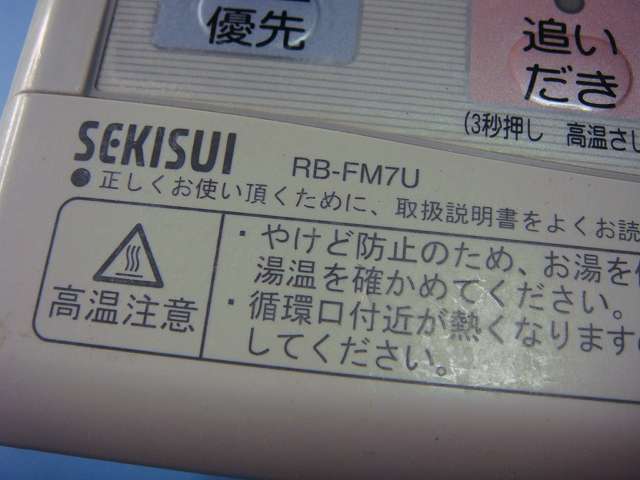 優先
追い
だき
(3秒押し 高温さし
SEKISUI RB-FM7U
● 正しくお使い頂くために、取扱説明書をよくお読
高温注意
・やけど防止のため、お湯を
湯温を確かめてください。
・循環口付近が熱くなります
してください。